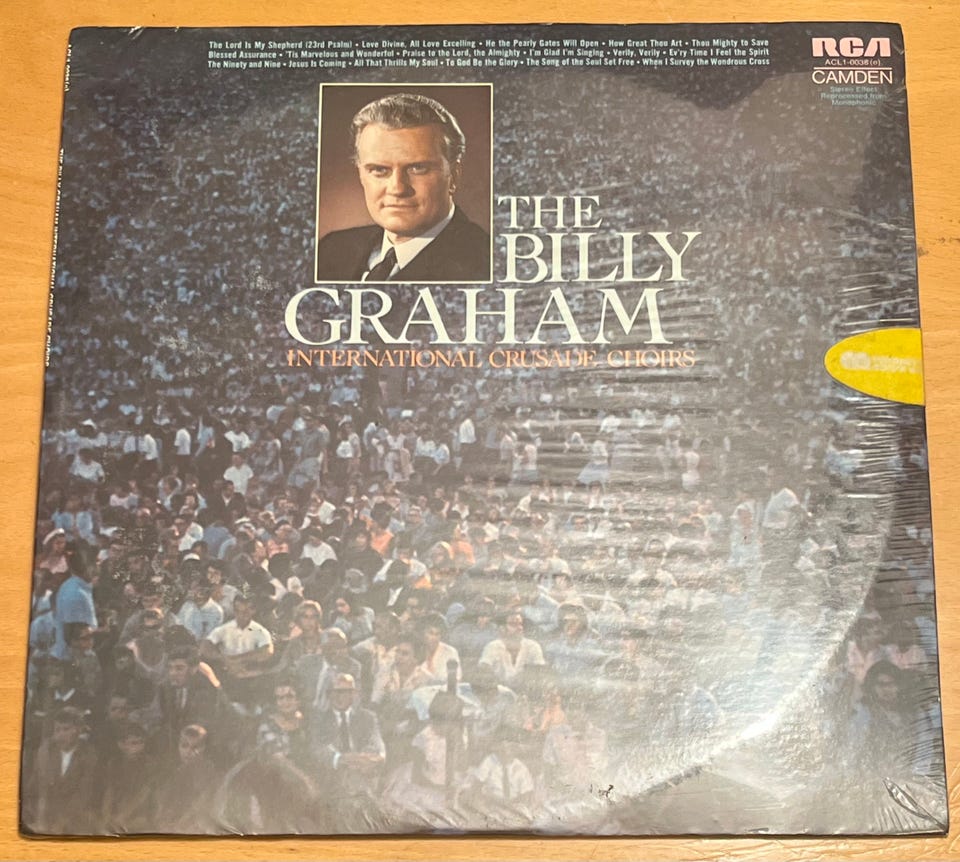 The Lord Is My Shepherd (23rd Psalm) • Love Divine, All Love Excelling • He the Pearly Gates Will Open • How Great Thou Art • Thou Mighty to Save
Blessed Assurance • 'Tis Marvelous and Wonderful • Praise to the Lord, the Almighty • I'm Glad I'm Singing • Verily, Verily • Ev'ry Time I Feel the Spirit
The Ninety and Nine • Jesus Is Coming • All That Thrills My Soul • To God Be the Glory • The Song of the Soul Set Free • When I Survey the Wondrous Cross
RCA
ACL1-0036 (e)
CAMDEN
Stereo Effect
Reprocessed from
Monophonic
THE
BILLY
GRAHAM
INTERNATIONAL CRUSADE CHOIRS